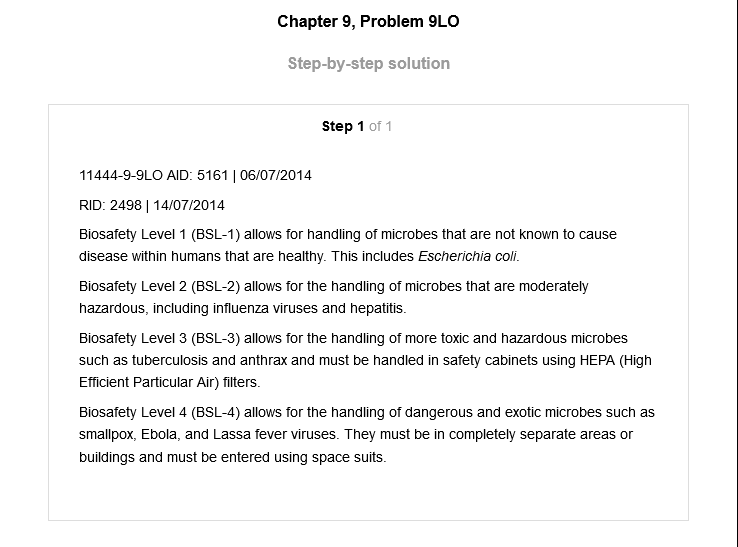 Chapter 9, Problem 9LO
Step-by-step solution
Step 1 of 1
11444-9-9LO AID: 5161 | 06/07/2014
RID: 2498 | 14/07/2014
Biosafety Level 1 (BSL-1) allows for handling of microbes that are not known to cause
disease within humans that are healthy. This includes Escherichia coli.
Biosafety Level 2 (BSL-2) allows for the handling of microbes that are moderately
hazardous, including influenza viruses and hepatitis.
Biosafety Level 3 (BSL-3) allows for the handling of more toxic and hazardous microbes
such as tuberculosis and anthrax and must be handled in safety cabinets using HEPA (High
Efficient Particular Air) filters.
Biosafety Level 4 (BSL-4) allows for the handling of dangerous and exotic microbes such as
smallpox, Ebola, and Lassa fever viruses. They must be in completely separate areas or
buildings and must be entered using space suits.